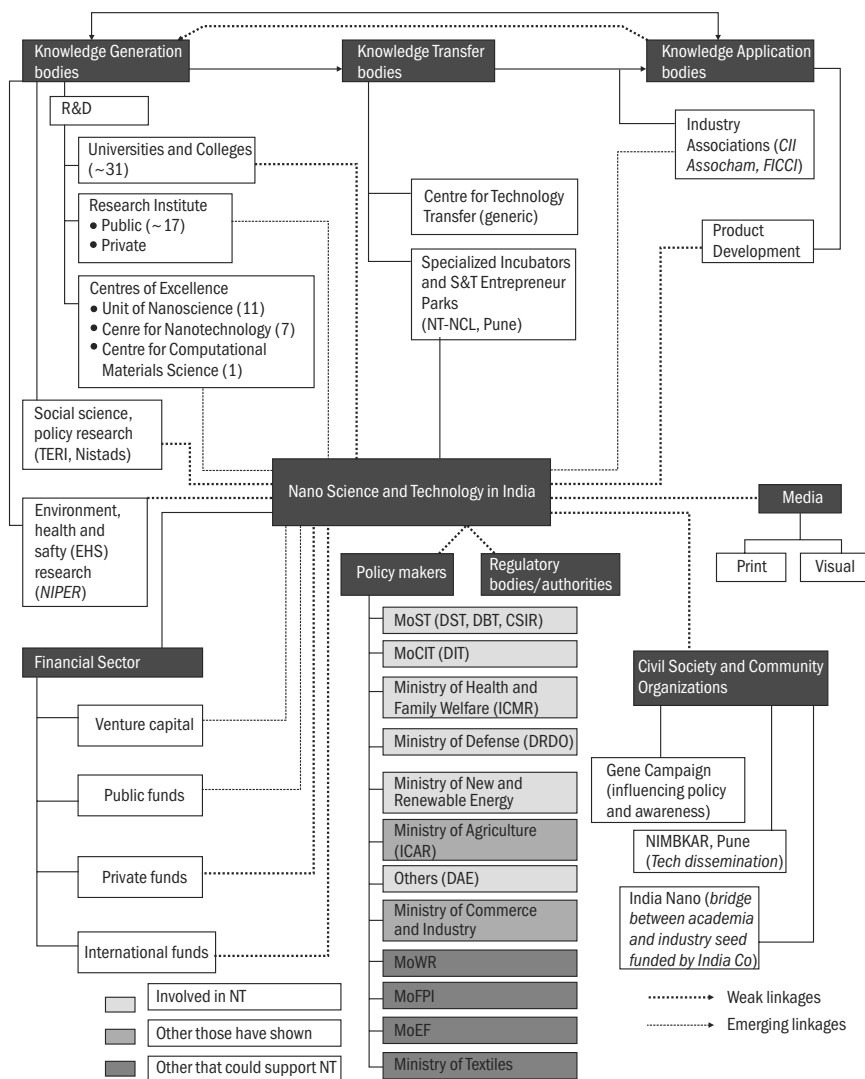 Knowledge Generation
bodies
Knowledge Transfer
bodies
Knowledge Application
bodies
R&D
Universities and Colleges
(~31)
Research Institute
● Public (~17)
● Private
Centres of Excellence
● Unit of Nanoscience (11)
● Cenre for Nanotechnology (7)
● Centre for Computational
Materials Science (1)
Social science,
policy research
(TERI, Nistads)
Environment,
health and
safty (EHS)
research
(NIPER)
Centre for Technology
Transfer (generic)
Specialized Incubators
and S&T Entrepreneur
Parks
(NT-NCL, Pune)
Industry
Associations (CII
Assocham, FICCI)
Product
Development
Nano Science and Technology in India
Media
Print
Visual
Policy makers
Regulatory
bodies/authorities
MoST (DST, DBT, CSIR)
MoCIT (DIT)
Ministry of Health and
Family Welfare (ICMR)
Ministry of Defense (DRDO)
Ministry of New and
Renewable Energy
Ministry of Agriculture
(ICAR)
Others (DAE)
Ministry of Commerce
and Industry
MoWR
MoFPI
MoEF
Ministry of Textiles
Financial Sector
Venture capital
Public funds
Private funds
International funds
Civil Society and Community
Organizations
Gene Campaign
(influencing policy
and awareness)
NIMBKAR, Pune
(Tech dissemination)
India Nano (bridge
between academia
and industry seed
funded by India Co)
Involved in NT
Other those have shown
Other that could support NT
Weak linkages
Emerging linkages